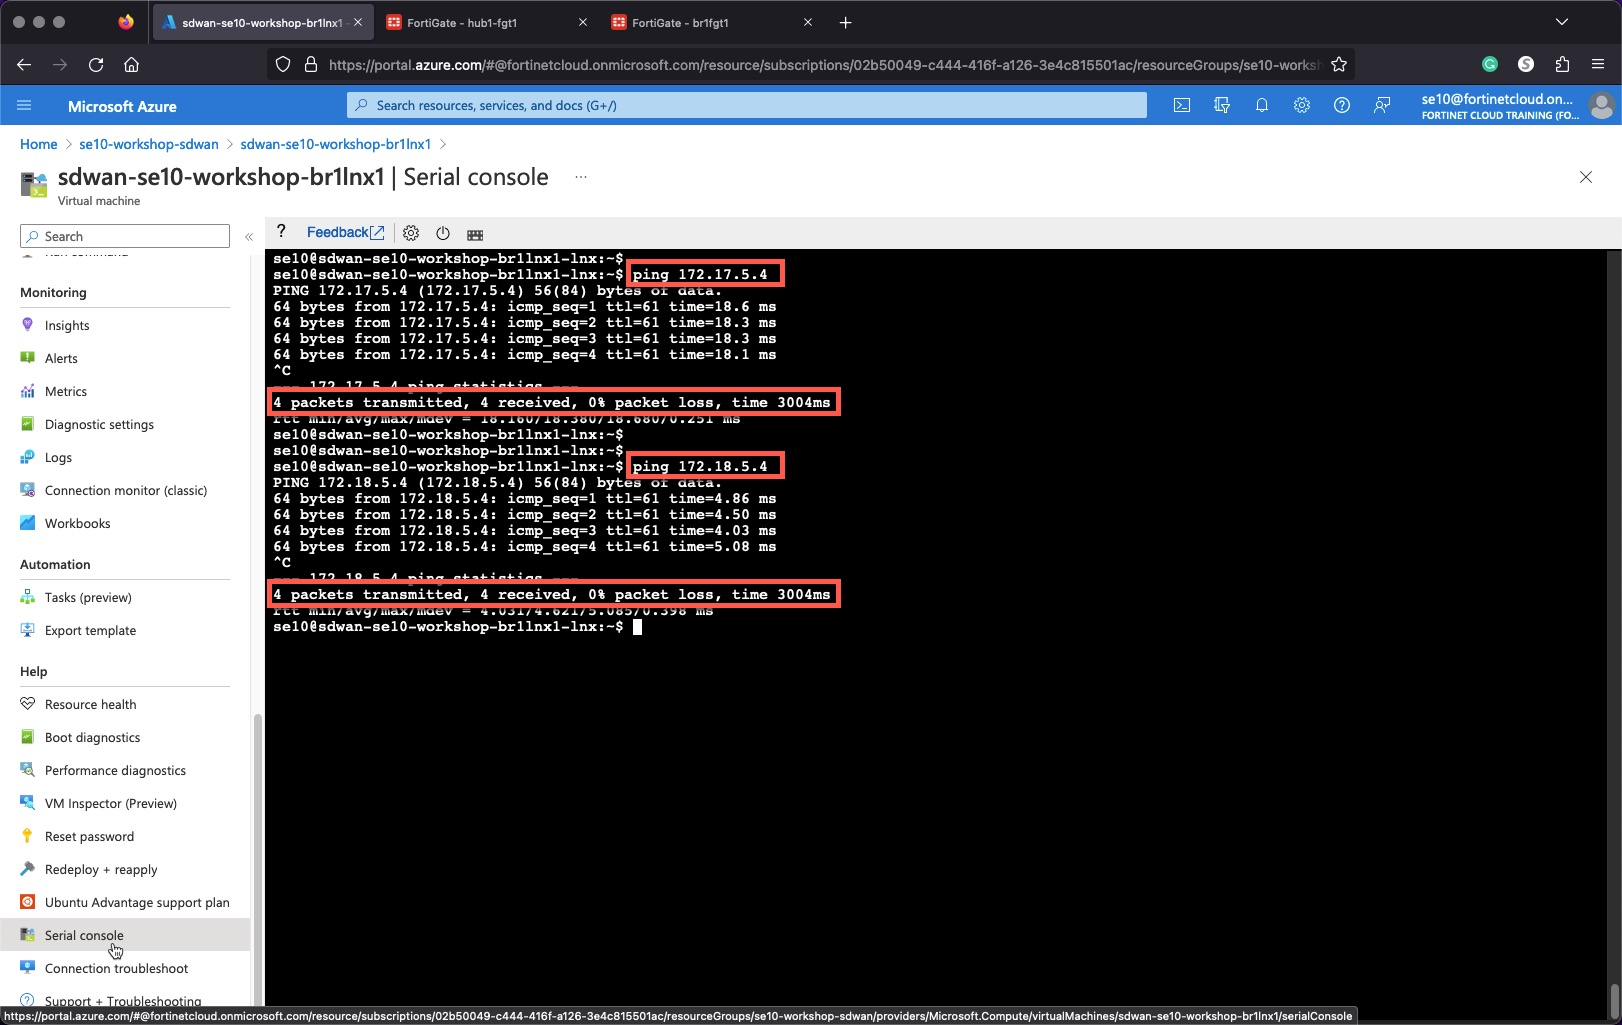 sdwan-se10-workshop-br1lnx1 -
FortiGate - hub1-fgt1
FortiGate - br1fgt1
https://portal.azure.com/#@fortinetcloud.onmicrosoft.com/resource/subscriptions/02b50049-c444-416f-a126-3e4c815501ac/resourceGroups/se10-worksh
Microsoft Azure
Search resources, services, and docs (G+/)
se10@fortinetcloud.on...
FORTINET CLOUD TRAINING (FO...
Home > se10-workshop-sdwan > sdwan-se10-workshop-br1lnx1 >
sdwan-se10-workshop-br1lnx1 | Serial console ...
Virtual machine
Search
«
? Feedback
Run command
Monitoring
Insights
Alerts
Metrics
Diagnostic settings
Logs
Connection monitor (classic)
Workbooks
Automation
Tasks (preview)
Export template
Help
Resource health
Boot diagnostics
Performance diagnostics
VM Inspector (Preview)
Reset password
Redeploy + reapply
Ubuntu Advantage support plan
Serial console
Connection troubleshoot
Support + Troubleshooting
se10@sdwan-se10-workshop-br1lnx1-lnx:~$
se10@sdwan-se10-workshop-br1lnx1-lnx:~$ ping 172.17.5.4
PING 172.17.5.4 (172.17.5.4) 56(84) bytes of data.
64 bytes from 172.17.5.4: icmp_seq=1 ttl=61 time=18.6 ms
64 bytes from 172.17.5.4: icmp_seq=2 ttl=61 time=18.3 ms
64 bytes from 172.17.5.4: icmp_seq=3 ttl=61 time=18.3 ms
64 bytes from 172.17.5.4: icmp_seq=4 ttl=61 time=18.1 ms
^C
--- 172.17.5.4 ping statistics ---
4 packets transmitted, 4 received, 0% packet loss, time 3004ms
rtt min/avg/max/mdev = 18.160/18.380/18.680/0.251 ms
se10@sdwan-se10-workshop-br1lnx1-lnx:~$
se10@sdwan-se10-workshop-br1lnx1-lnx:~$
se10@sdwan-se10-workshop-br1lnx1-lnx:~$ ping 172.18.5.4
PING 172.18.5.4 (172.18.5.4) 56(84) bytes of data.
64 bytes from 172.18.5.4: icmp_seq=1 ttl=61 time=4.86 ms
64 bytes from 172.18.5.4: icmp_seq=2 ttl=61 time=4.50 ms
64 bytes from 172.18.5.4: icmp_seq=3 ttl=61 time=4.03 ms
64 bytes from 172.18.5.4: icmp_seq=4 ttl=61 time=5.08 ms
^C
--- 172.18.5.4 ping statistics ---
4 packets transmitted, 4 received, 0% packet loss, time 3004ms
rtt min/avg/max/mdev = 4.031/4.621/5.085/0.398 ms
se10@sdwan-se10-workshop-br1lnx1-lnx:~$
https://portal.azure.com/#@fortinetcloud.onmicrosoft.com/resource/subscriptions/02b50049-c444-416f-a126-3e4c815501ac/resourceGroups/se10-workshop-sdwan/providers/Microsoft.Compute/virtualMachines/sdwan-se10-workshop-br1lnx1/serialConsole